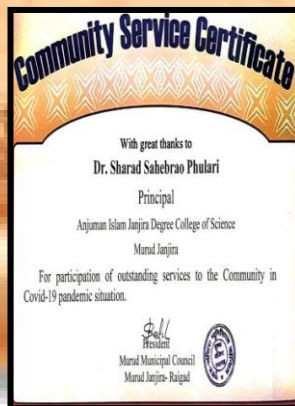 Community Service Certificate
With great thanks to
Dr. Sharad Sahebrao Phulari
Principal
Anjuman Islam Janjira Degree College of Science
Murud Janjira
For participation of outstanding services to the Community in
Covid-19 pandemic situation.
President
Murud Municipal Council
Murud Janjira- Raigad